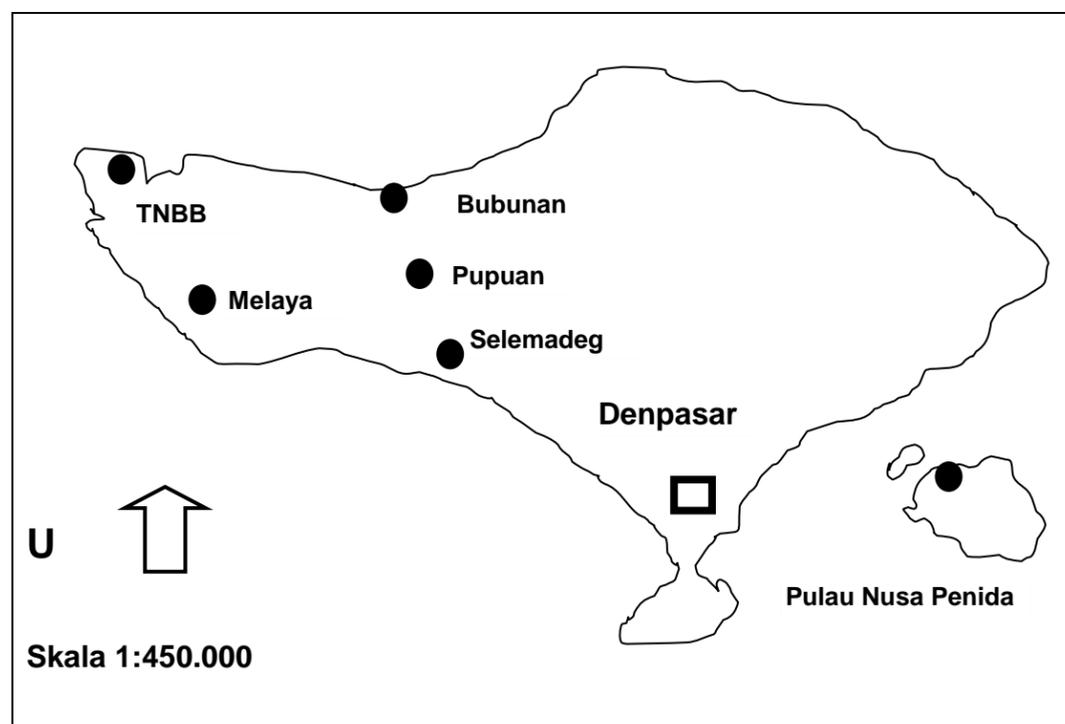 TNBB
Bubunan
Pupuan
Melaya
Selemadeg
Denpasar
U
Pulau Nusa Penida
Skala 1:450.000